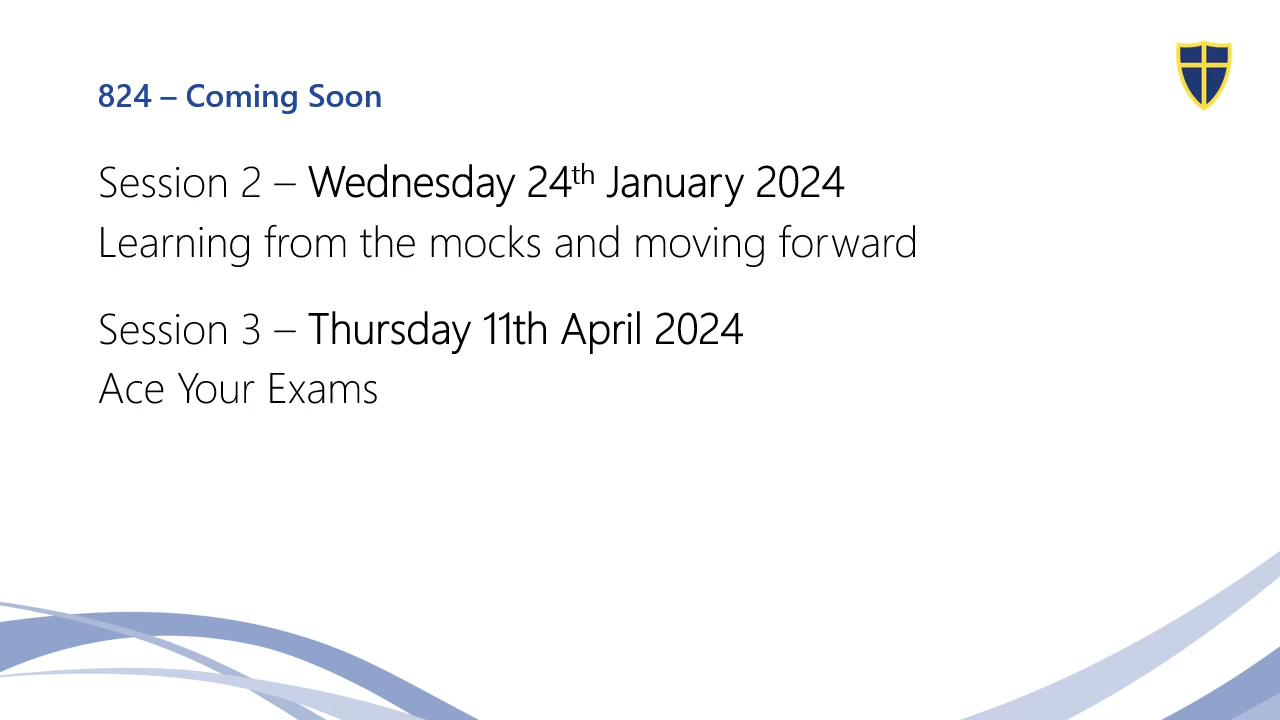 824 – Coming Soon
Session 2 – Wednesday 24th January 2024
Learning from the mocks and moving forward
Session 3 – Thursday 11th April 2024
Ace Your Exams